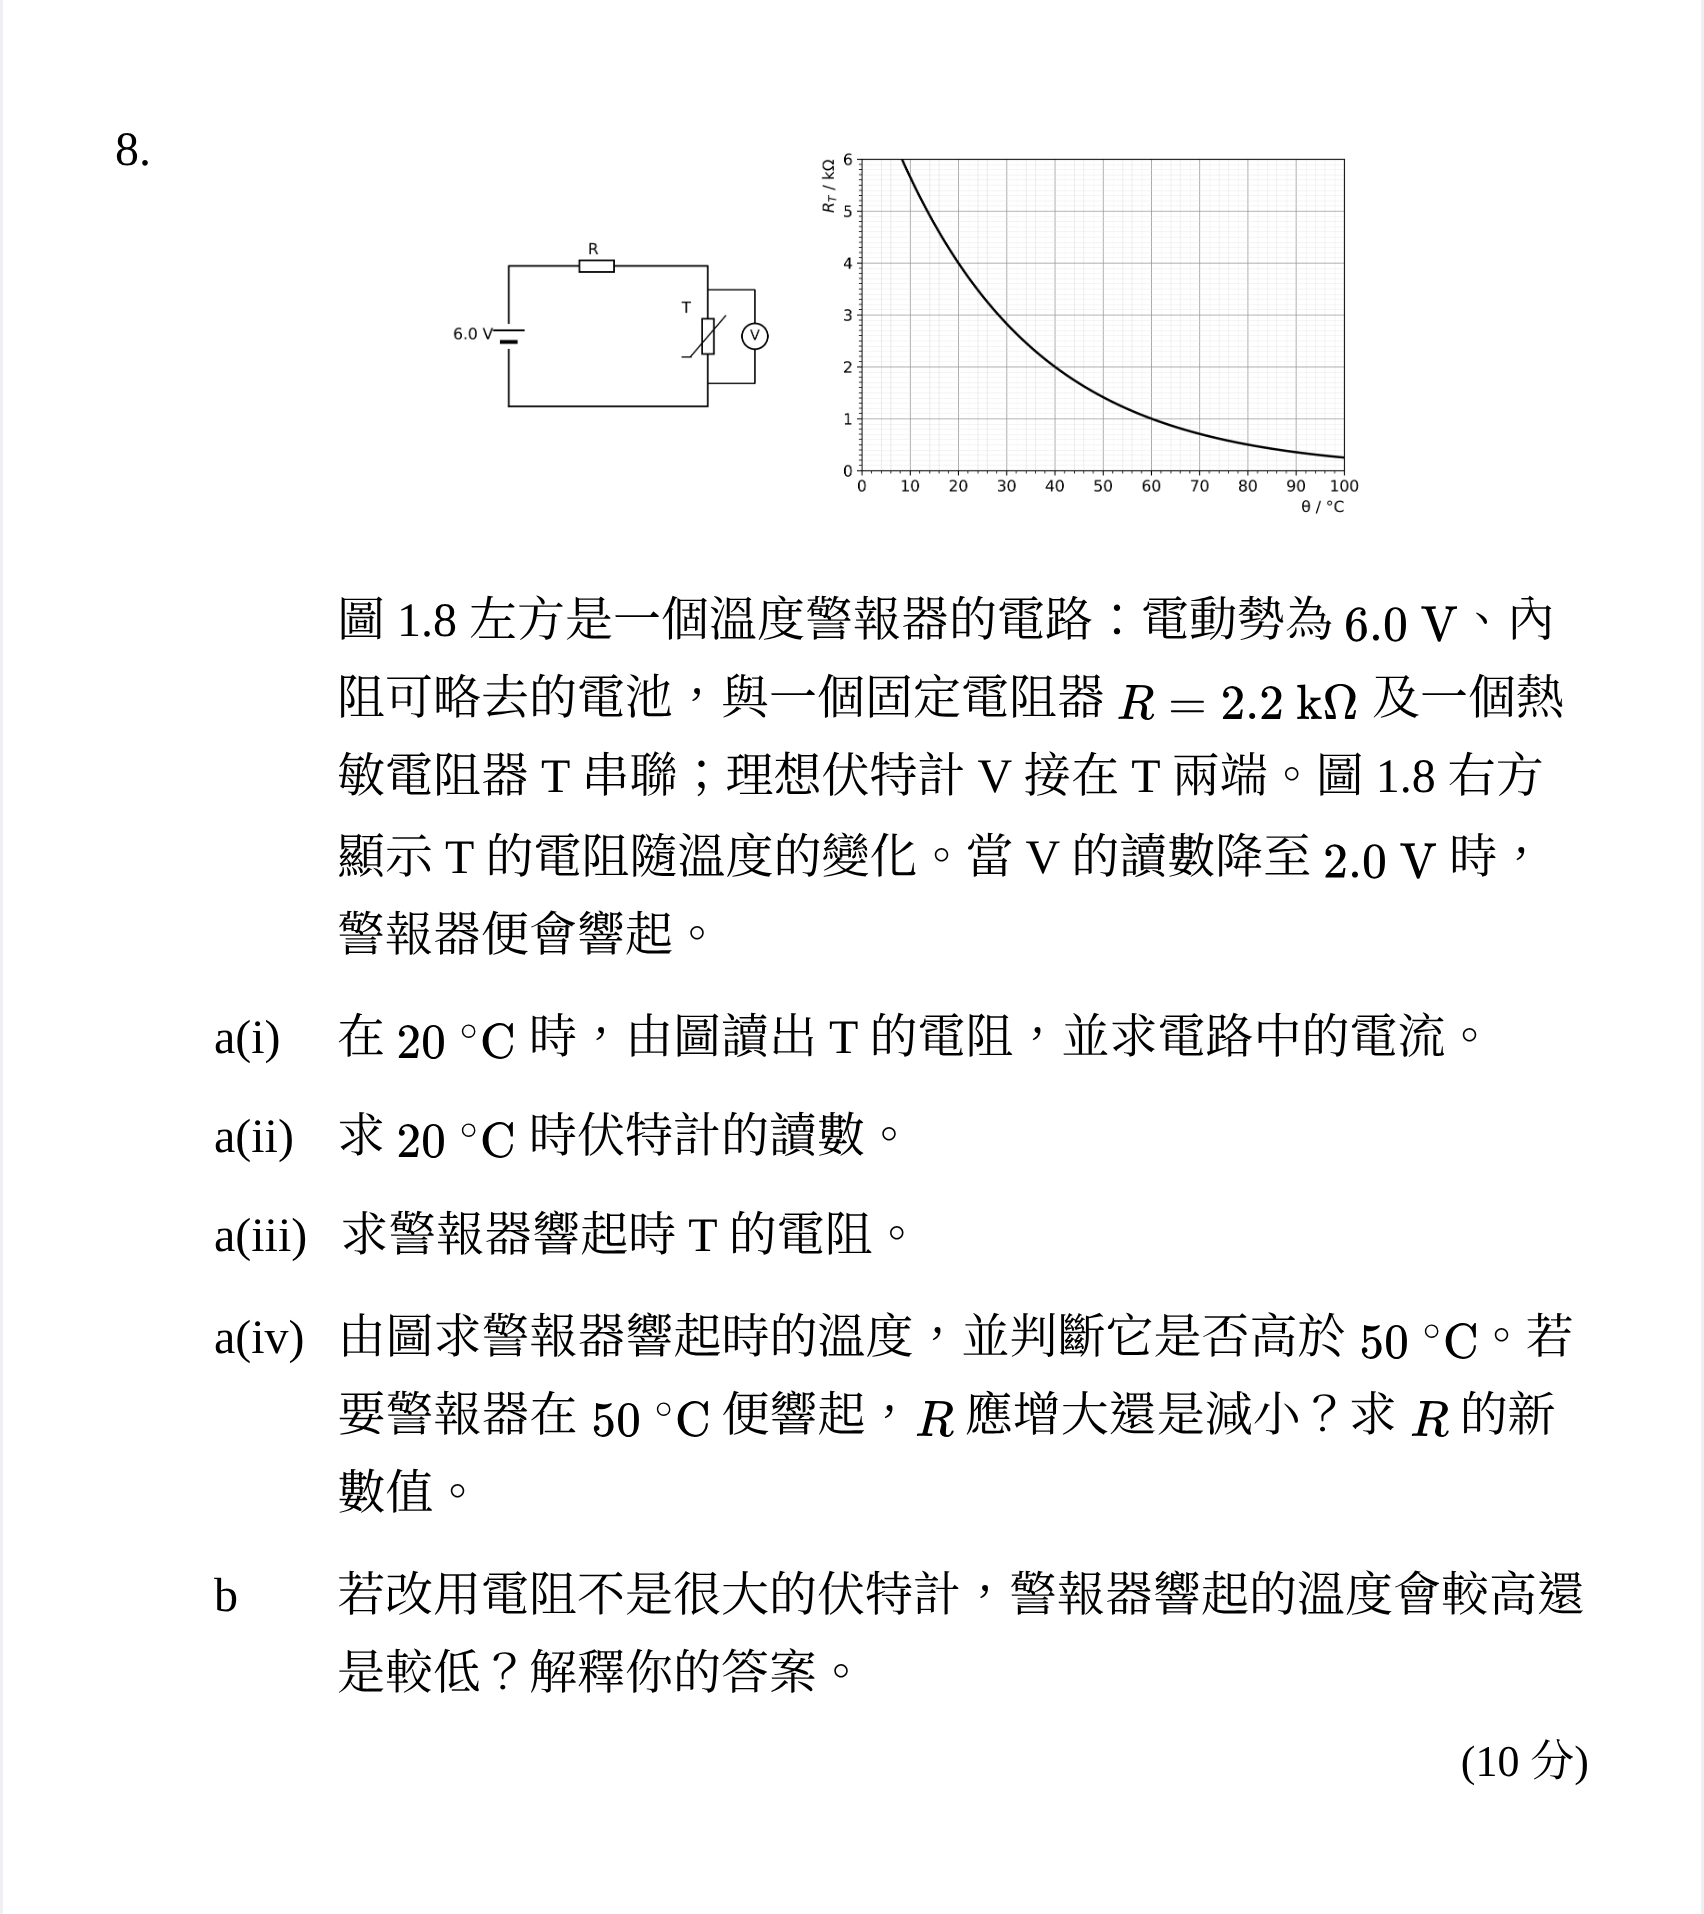 8.
R
T
6.0 V
V
R_T / kΩ
6
5
4
3
2
1
0
0 10 20 30 40 50 60 70 80 90 100
θ / °C
圖 1.8 左方是一個溫度警報器的電路：電動勢為 6.0 V、內
阻可略去的電池，與一個固定電阻器 R = 2.2 kΩ 及一個熱
敏電阻器 T 串聯；理想伏特計 V 接在 T 兩端。圖 1.8 右方
顯示 T 的電阻隨溫度的變化。當 V 的讀數降至 2.0 V 時，
警報器便會響起。
a(i) 在 20 °C 時，由圖讀出 T 的電阻，並求電路中的電流。
a(ii) 求 20 °C 時伏特計的讀數。
a(iii) 求警報器響起時 T 的電阻。
a(iv) 由圖求警報器響起時的溫度，並判斷它是否高於 50 °C。若
要警報器在 50 °C 便響起，R 應增大還是減小？求 R 的新
數值。
b 若改用電阻不是很大的伏特計，警報器響起的溫度會較高還
是較低？解釋你的答案。
(10 分)